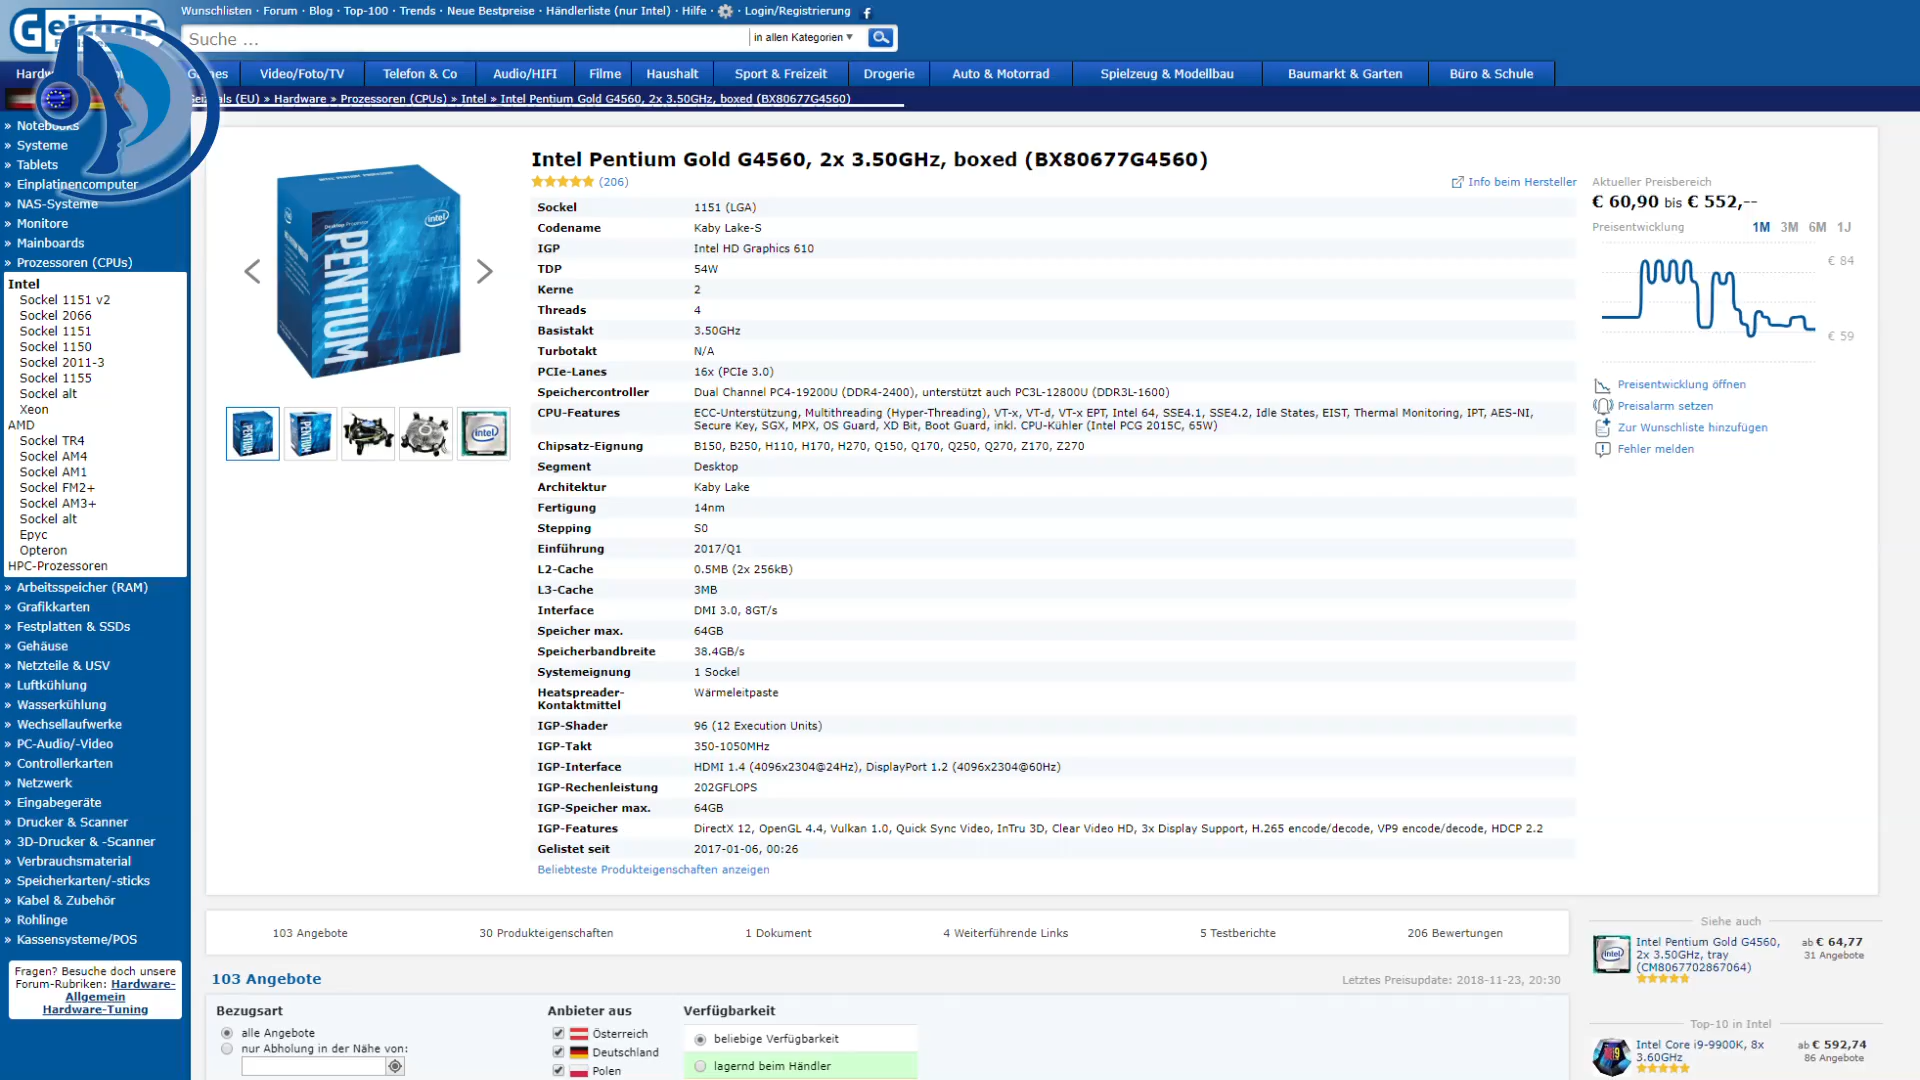 Wunschlisten · Forum · Blog · Top-100 · Trends · Neue Bestpreise · Händlerliste (nur Intel) · Hilfe · Login/Registrierung
Geizhals
Suche ...
in allen Kategorien
Video/Foto/TV
Telefon & Co
Audio/HIFI
Filme
Haushalt
Sport & Freizeit
Drogerie
Auto & Motorrad
Spielzeug & Modellbau
Baumarkt & Garten
Büro & Schule
(EU) » Hardware » Prozessoren (CPUs) » Intel » Intel Pentium Gold G4560, 2x 3.50GHz, boxed (BX80677G4560)
» Notebooks
» Systeme
» Tablets
» Einplatinencomputer
» NAS-Systeme
» Monitore
» Mainboards
» Prozessoren (CPUs)
Intel
Sockel 1151 v2
Sockel 2066
Sockel 1151
Sockel 1150
Sockel 2011-3
Sockel 1155
Sockel alt
Xeon
AMD
Sockel TR4
Sockel AM4
Sockel AM1
Sockel FM2+
Sockel AM3+
Sockel alt
Epyc
Opteron
HPC-Prozessoren
» Arbeitsspeicher (RAM)
» Grafikkarten
» Festplatten & SSDs
» Gehäuse
» Netzteile & USV
» Luftkühlung
» Wasserkühlung
» Wechsellaufwerke
» PC-Audio/-Video
» Controllerkarten
» Netzwerk
» Eingabegeräte
» Drucker & Scanner
» 3D-Drucker & -Scanner
» Verbrauchsmaterial
» Speicherkarten/-sticks
» Kabel & Zubehör
» Rohlinge
» Kassensysteme/POS
Fragen? Besuche doch unsere
Forum-Rubriken: Hardware-
Allgemein
Hardware-Tuning
intel
PENTIUM
intel
Intel Pentium Gold G4560, 2x 3.50GHz, boxed (BX80677G4560)
(206)
Info beim Hersteller
Sockel 1151 (LGA)
Codename Kaby Lake-S
IGP Intel HD Graphics 610
TDP 54W
Kerne 2
Threads 4
Basistakt 3.50GHz
Turbotakt N/A
PCIe-Lanes 16x (PCIe 3.0)
Speichercontroller Dual Channel PC4-19200U (DDR4-2400), unterstützt auch PC3L-12800U (DDR3L-1600)
CPU-Features ECC-Unterstützung, Multithreading (Hyper-Threading), VT-x, VT-d, VT-x EPT, Intel 64, SSE4.1, SSE4.2, Idle States, EIST, Thermal Monitoring, IPT, AES-NI,
Secure Key, SGX, MPX, OS Guard, XD Bit, Boot Guard, inkl. CPU-Kühler (Intel PCG 2015C, 65W)
Chipsatz-Eignung B150, B250, H110, H170, H270, Q150, Q170, Q250, Q270, Z170, Z270
Segment Desktop
Architektur Kaby Lake
Fertigung 14nm
Stepping S0
Einführung 2017/Q1
L2-Cache 0.5MB (2x 256kB)
L3-Cache 3MB
Interface DMI 3.0, 8GT/s
Speicher max. 64GB
Speicherbandbreite 38.4GB/s
Systemeignung 1 Sockel
Heatspreader- Wärmeleitpaste
Kontaktmittel
IGP-Shader 96 (12 Execution Units)
IGP-Takt 350-1050MHz
IGP-Interface HDMI 1.4 (4096x2304@24Hz), DisplayPort 1.2 (4096x2304@60Hz)
IGP-Rechenleistung 202GFLOPS
IGP-Speicher max. 64GB
IGP-Features DirectX 12, OpenGL 4.4, Vulkan 1.0, Quick Sync Video, InTru 3D, Clear Video HD, 3x Display Support, H.265 encode/decode, VP9 encode/decode, HDCP 2.2
Gelistet seit 2017-01-06, 00:26
Beliebteste Produkteigenschaften anzeigen
Aktueller Preisbereich
€ 60,90 bis € 552,--
Preisentwicklung 1M 3M 6M 1J
€ 84
€ 59
Preisentwicklung öffnen
Preisalarm setzen
Zur Wunschliste hinzufügen
Fehler melden
103 Angebote
30 Produkteigenschaften
1 Dokument
4 Weiterführende Links
5 Testberichte
206 Bewertungen
103 Angebote
Letztes Preisupdate: 2018-11-23, 20:30
Bezugsart
alle Angebote
nur Abholung in der Nähe von:
Anbieter aus
Österreich
Deutschland
Polen
Verfügbarkeit
beliebige Verfügbarkeit
lagernd beim Händler
Siehe auch
Intel Pentium Gold G4560, ab € 64,77
2x 3.50GHz, tray 31 Angebote
(CM8067702867064)
Top-10 in Intel
Intel Core i9-9900K, 8x ab € 592,74
3.60GHz 86 Angebote